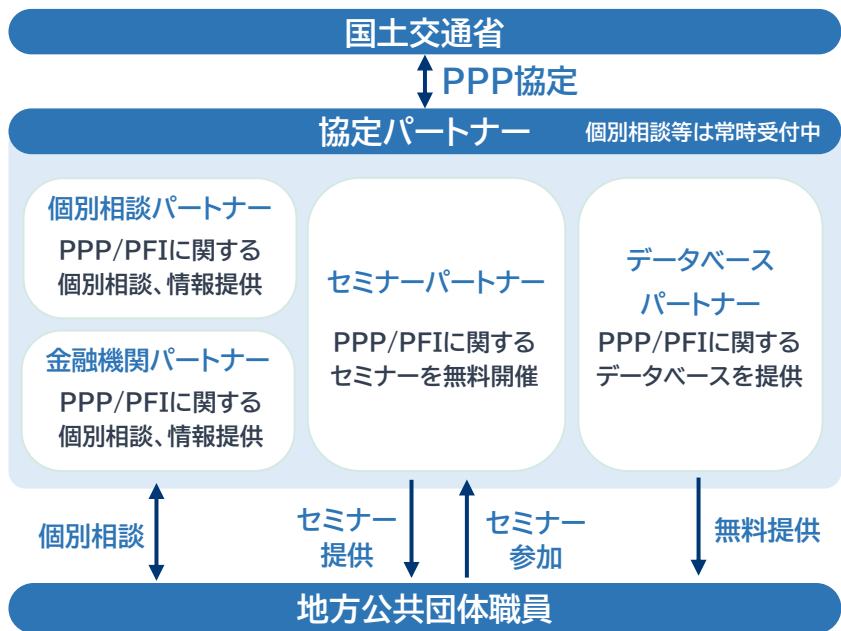 国土交通省
PPP協定
協定パートナー 個別相談等は常時受付中
個別相談パートナー
PPP/PFIに関する
個別相談、情報提供
金融機関パートナー
PPP/PFIに関する
個別相談、情報提供
セミナーパートナー
PPP/PFIに関する
セミナーを無料開催
データベース
パートナー
PPP/PFIに関する
データベースを提供
個別相談
セミナー
提供
セミナー
参加
無料提供
地方公共団体職員